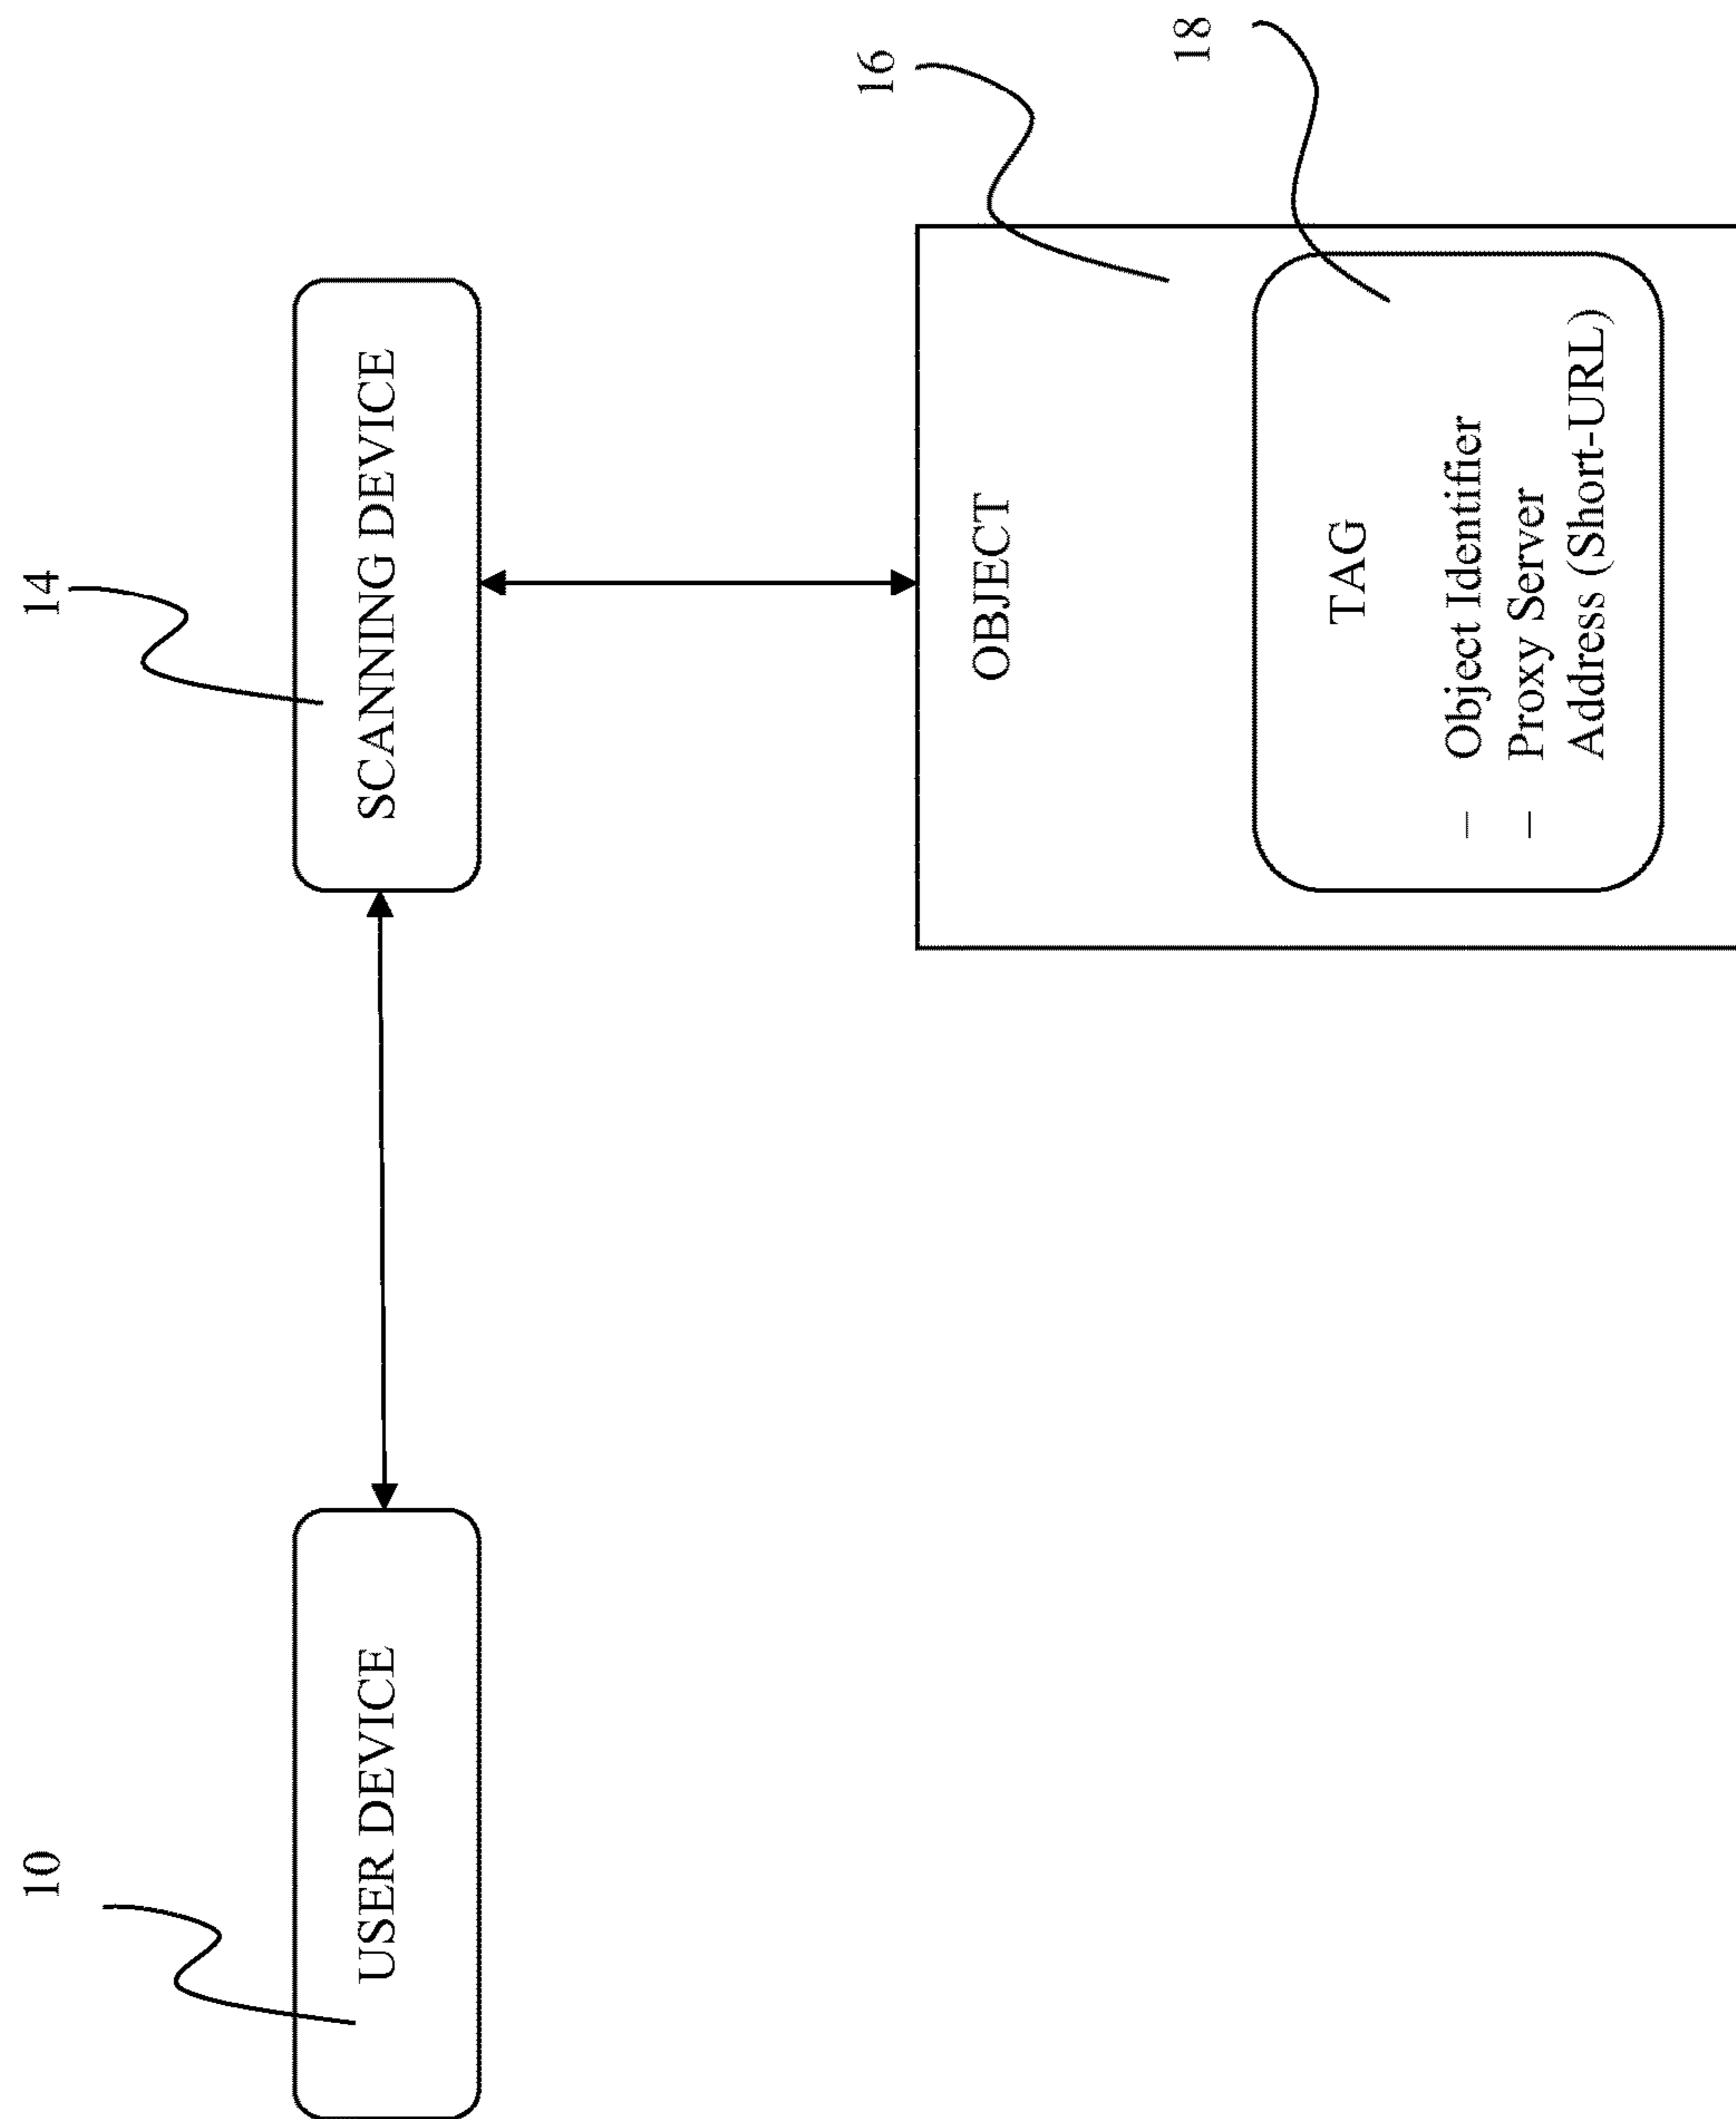 10
14
USER DEVICE
SCANNING DEVICE
16
OBJECT
18
TAG
– Object Identifier
– Proxy Server
Address (Short-URL)